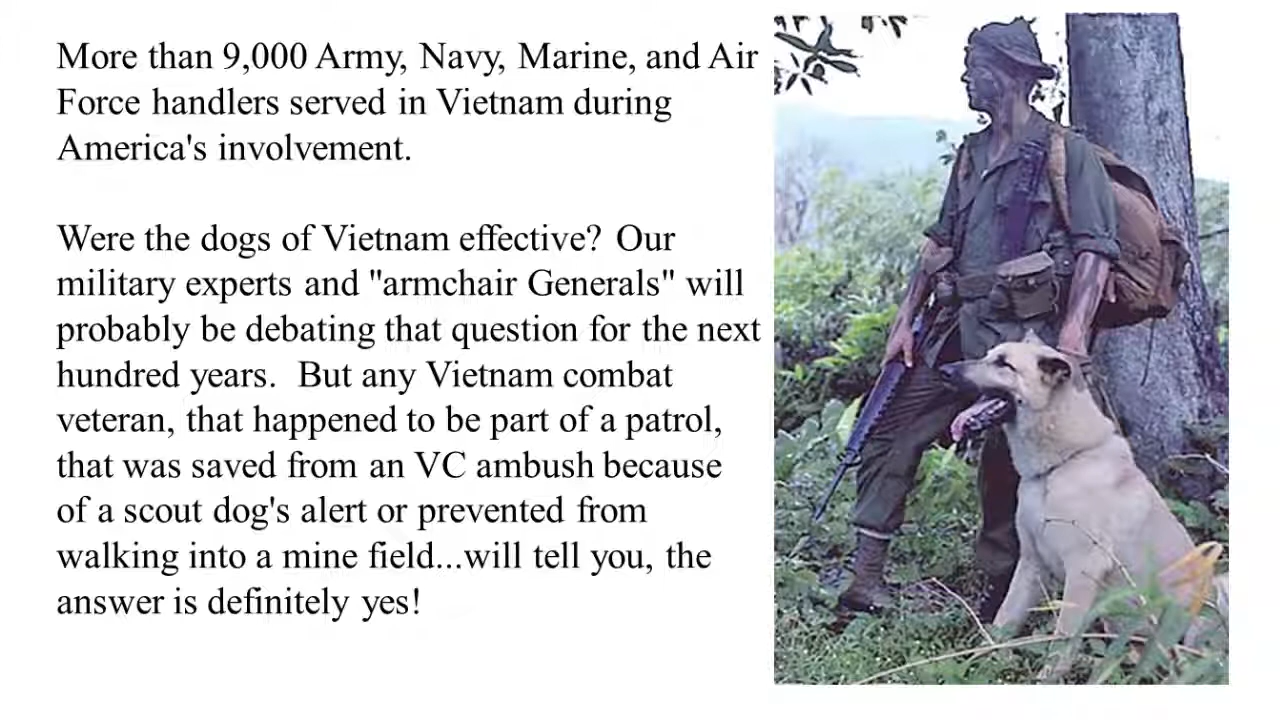 More than 9,000 Army, Navy, Marine, and Air
Force handlers served in Vietnam during
America's involvement.
Were the dogs of Vietnam effective? Our
military experts and "armchair Generals" will
probably be debating that question for the next
hundred years. But any Vietnam combat
veteran, that happened to be part of a patrol,
that was saved from an VC ambush because
of a scout dog's alert or prevented from
walking into a mine field...will tell you, the
answer is definitely yes!